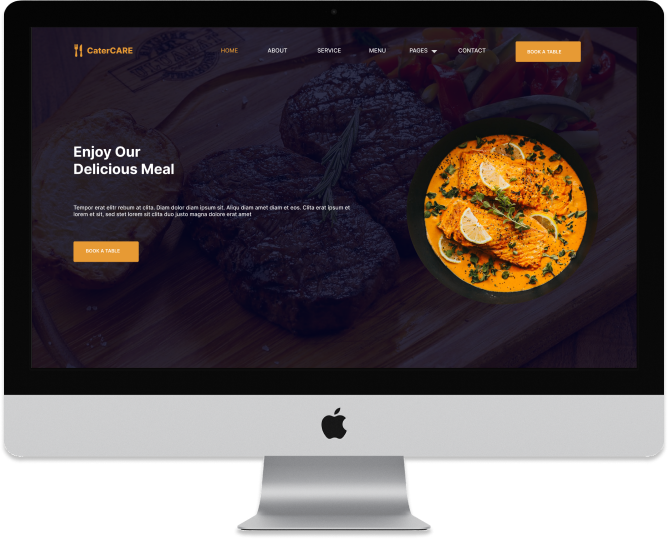 CaterCARE
HOME ABOUT SERVICE MENU PAGES CONTACT BOOK A TABLE
Enjoy Our
Delicious Meal
Tempor erat elitr rebum at clita. Diam dolor diam ipsum sit. Aliqu diam amet diam et eos. Clita erat ipsum et
lorem et sit, sed stet lorem sit clita duo justo magna dolore erat amet
BOOK A TABLE